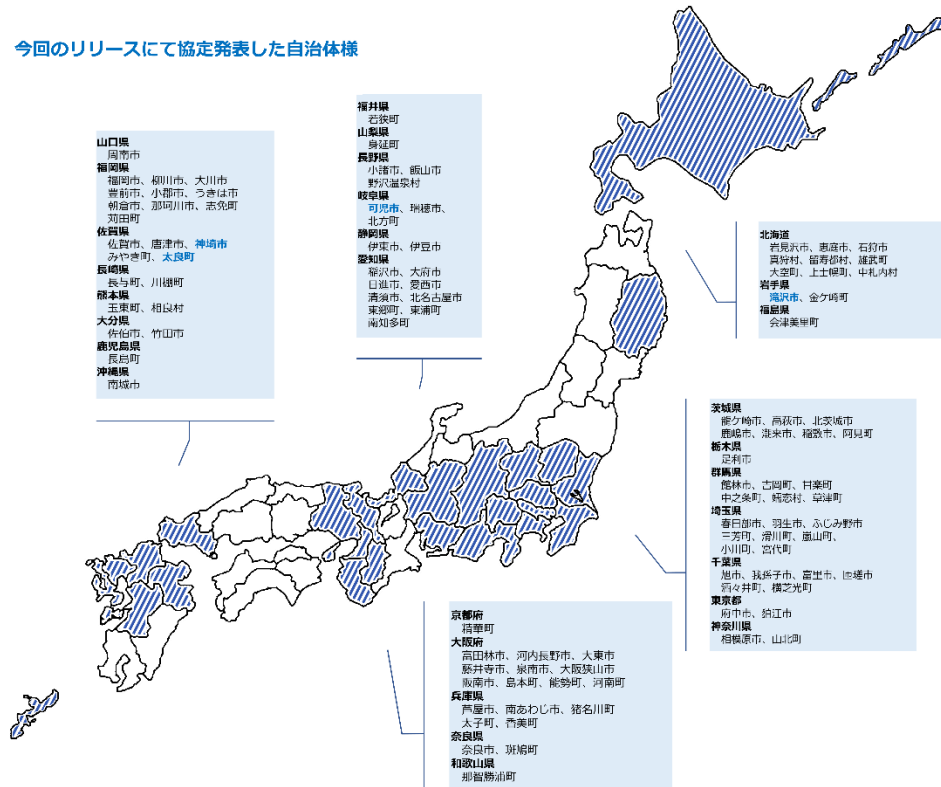 今回のリリースにて協定発表した自治体様
山口県
周南市
福岡県
福岡市、柳川市、大川市
豊前市、小郡市、うきは市
朝倉市、那珂川市、志免町
苅田町
佐賀県
佐賀市、唐津市、神埼市
みやき町、太良町
長崎県
長与町、川棚町
熊本県
玉東町、相良村
大分県
佐伯市、竹田市
鹿児島県
長島町
沖縄県
南城市
福井県
若狭町
山梨県
身延町
長野県
小諸市、飯山市
野沢温泉村
岐阜県
可児市、瑞穂市、
北方町
静岡県
伊東市、伊豆市
愛知県
稲沢市、大府市
日進市、愛西市
清須市、北名古屋市
東郷町、東浦町
南知多町
北海道
岩見沢市、恵庭市、石狩市
真狩村、留寿都村、雄武町
大空町、上士幌町、中札内村
岩手県
滝沢市、金ケ崎町
福島県
会津美里町
茨城県
龍ケ崎市、高萩市、北茨城市
鹿嶋市、潮来市、稲敷市、阿見町
栃木県
足利市
群馬県
館林市、吉岡町、甘楽町
中之条町、嬬恋村、草津町
埼玉県
春日部市、羽生市、ふじみ野市
三芳町、滑川町、嵐山町、
小川町、宮代町
千葉県
旭市、我孫子市、富里市、匝瑳市
酒々井町、横芝光町
東京都
府中市、狛江市
神奈川県
相模原市、山北町
京都府
精華町
大阪府
富田林市、河内長野市、大東市
藤井寺市、泉南市、大阪狭山市
阪南市、島本町、能勢町、河南町
兵庫県
芦屋市、南あわじ市、猪名川町
太子町、香美町
奈良県
奈良市、斑鳩町
和歌山県
那智勝浦町